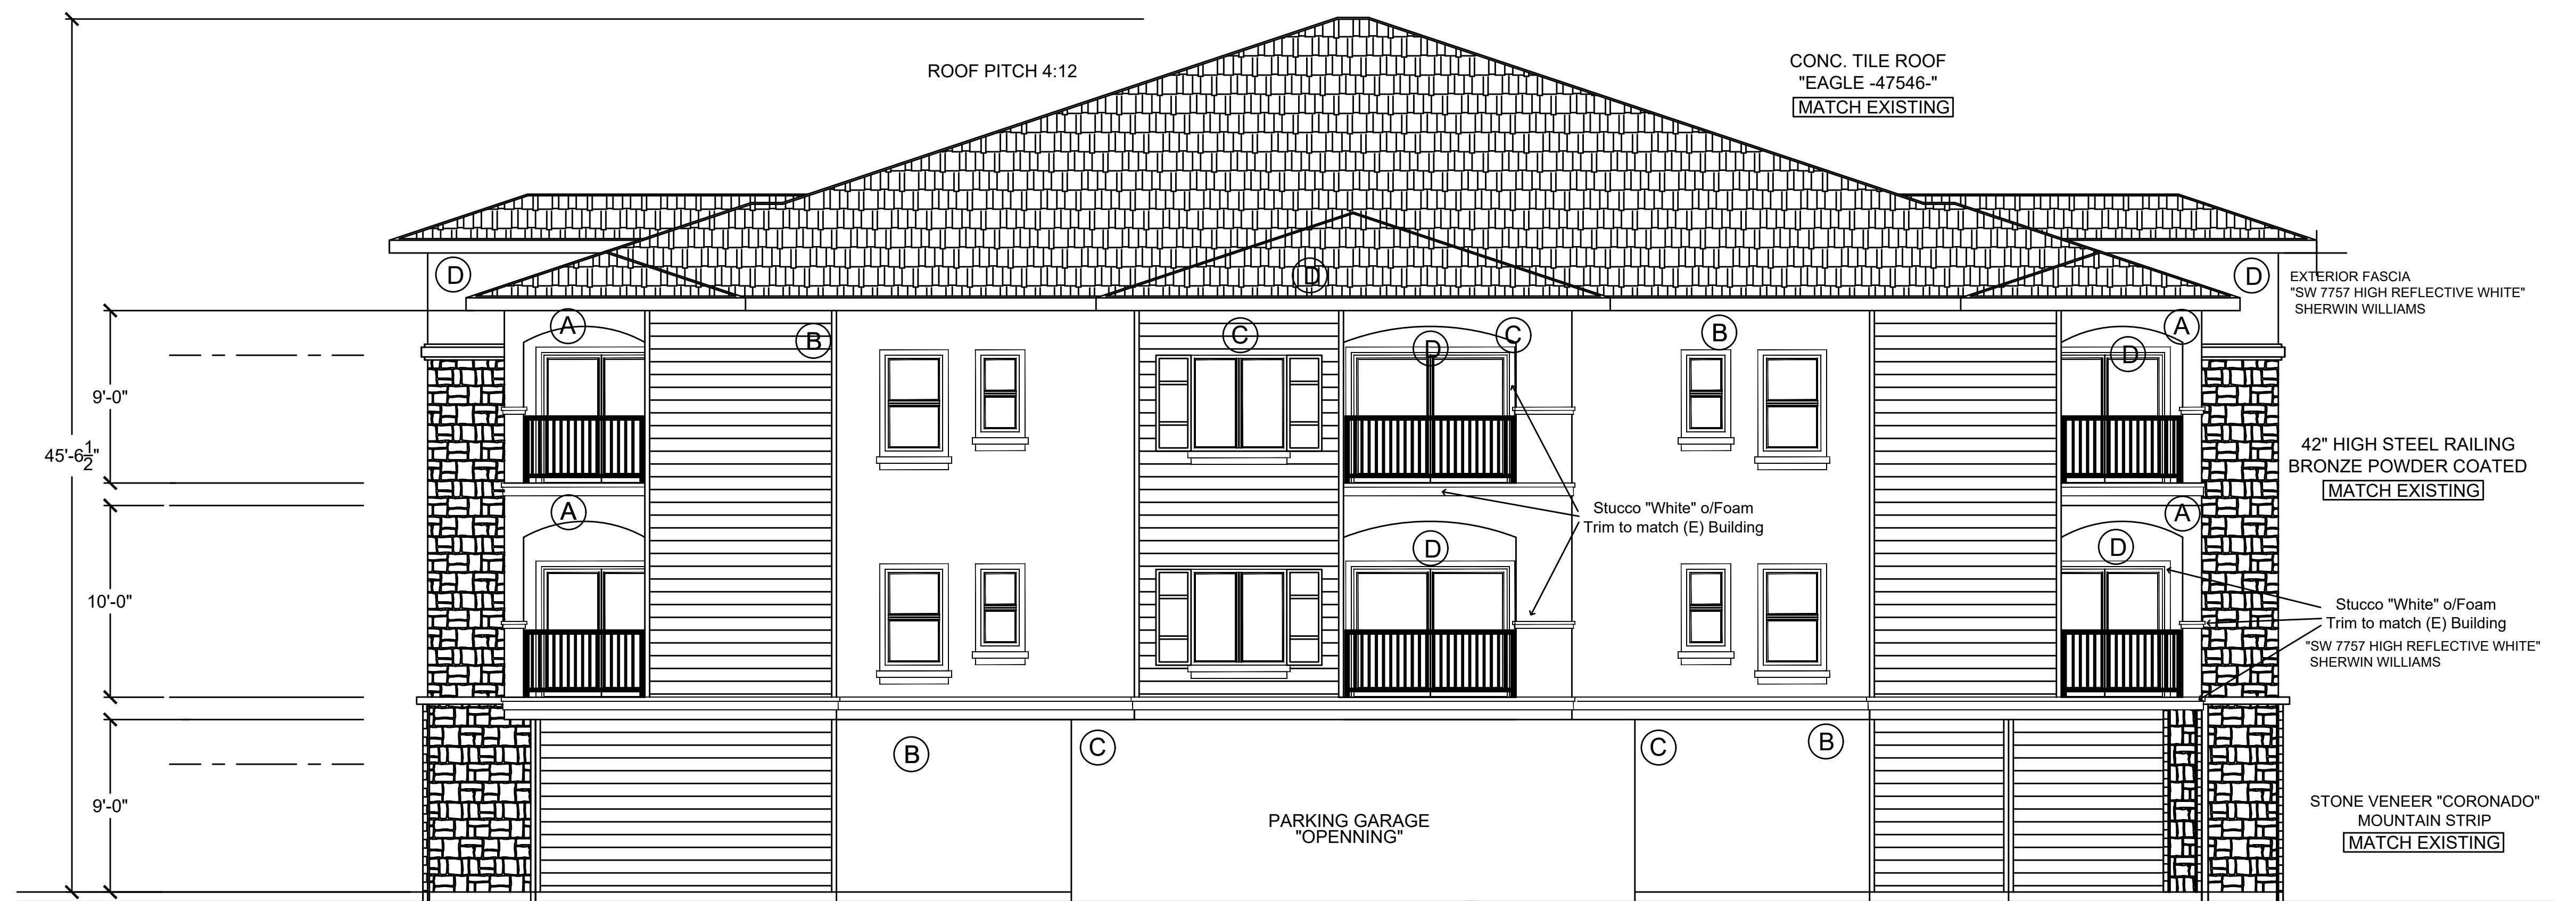 ROOF PITCH 4:12
CONC. TILE ROOF
"EAGLE -47546-"
MATCH EXISTING
D
D
D
EXTERIOR FASCIA
"SW 7757 HIGH REFLECTIVE WHITE"
SHERWIN WILLIAMS
A
B
C
D
C
B
A
D
9'-0"
45'-6 1/2"
42" HIGH STEEL RAILING
BRONZE POWDER COATED
MATCH EXISTING
A
Stucco "White" o/Foam
Trim to match (E) Building
A
D
D
10'-0"
Stucco "White" o/Foam
Trim to match (E) Building
"SW 7757 HIGH REFLECTIVE WHITE"
SHERWIN WILLIAMS
B
C
C
B
9'-0"
PARKING GARAGE
"OPENNING"
STONE VENEER "CORONADO"
MOUNTAIN STRIP
MATCH EXISTING